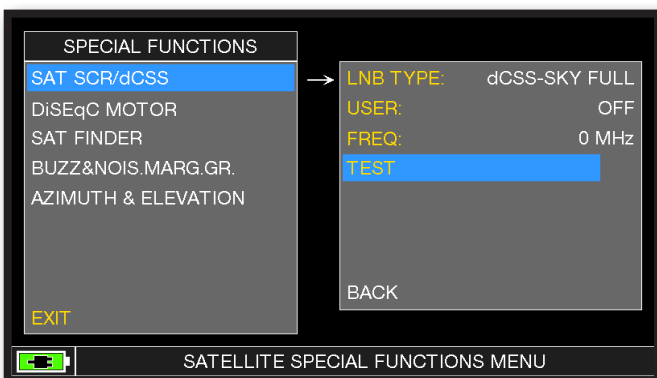 SPECIAL FUNCTIONS
SAT SCR/dCSS
DiSEqC MOTOR
SAT FINDER
BUZZ&NOIS.MARG.GR.
AZIMUTH & ELEVATION
EXIT
LNB TYPE: dCSS-SKY FULL
USER: OFF
FREQ: 0 MHz
TEST
BACK
SATELLITE SPECIAL FUNCTIONS MENU